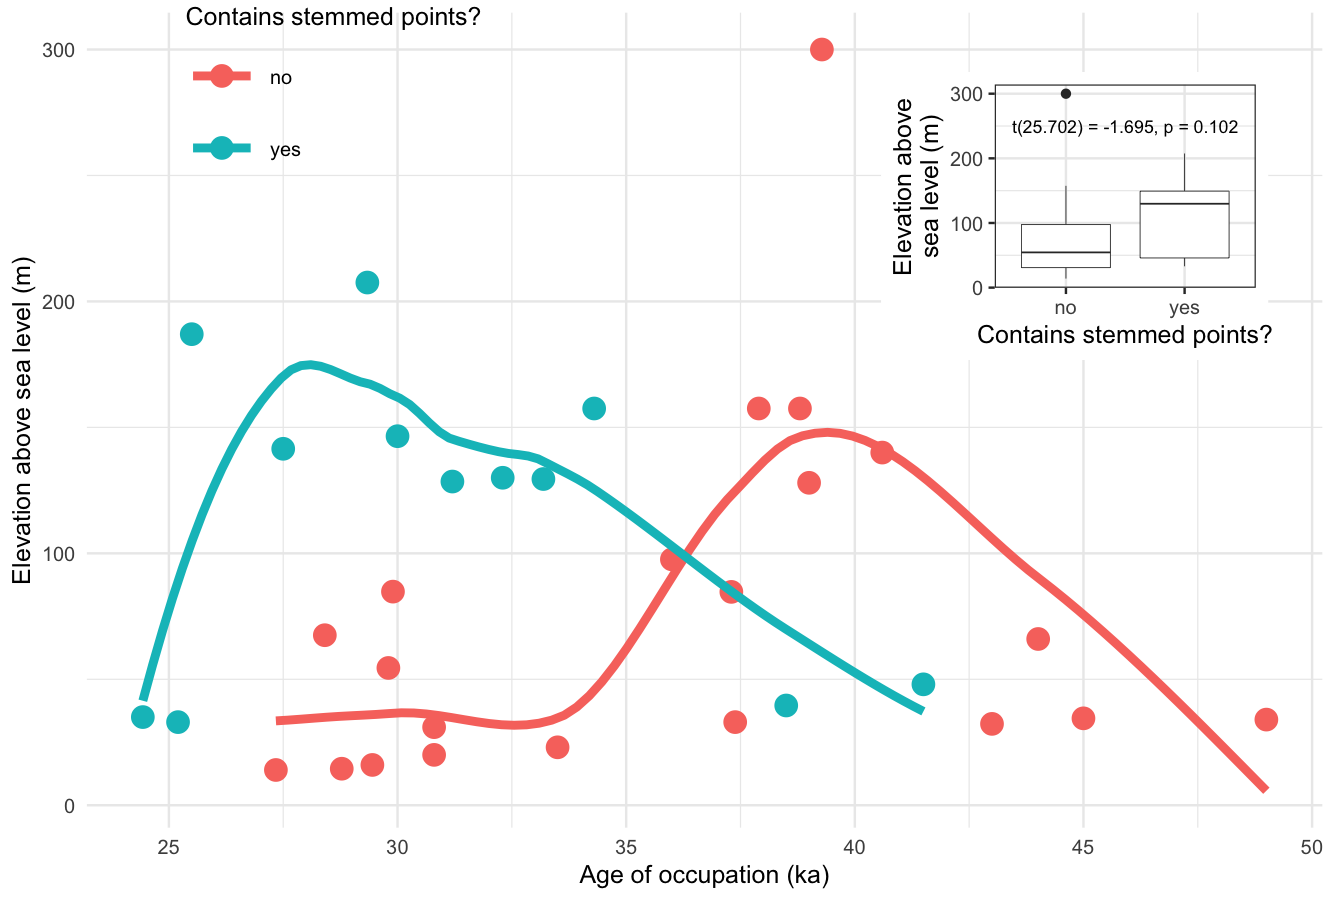 Contains stemmed points?
no
yes
Elevation above sea level (m)
300
200
100
0
25
30
35
40
45
50
Age of occupation (ka)
Elevation above
sea level (m)
300
200
100
0
t(25.702) = -1.695, p = 0.102
no
yes
Contains stemmed points?